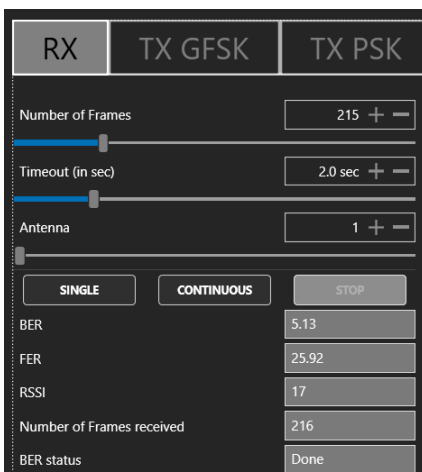 RX TX GFSK TX PSK
Number of Frames 215 + −
Timeout (in sec) 2.0 sec + −
Antenna 1 + −
SINGLE CONTINUOUS STOP
BER 5.13
FER 25.92
RSSI 17
Number of Frames received 216
BER status Done